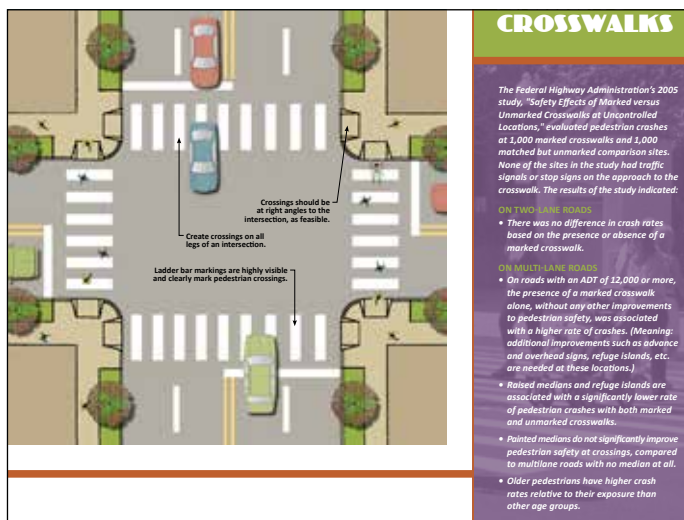 CROSSWALKS
The Federal Highway Administration's 2005
study, "Safety Effects of Marked versus
Unmarked Crosswalks at Uncontrolled
Locations," evaluated pedestrian crashes
at 1,000 marked crosswalks and 1,000
matched but unmarked comparison sites.
None of the sites in the study had traffic
signals or stop signs on the approach to the
crosswalk. The results of the study indicated:
ON TWO-LANE ROADS
• There was no difference in crash rates
based on the presence or absence of a
marked crosswalk.
ON MULTI-LANE ROADS
• On roads with an ADT of 12,000 or more,
the presence of a marked crosswalk
alone, without any other improvements
to pedestrian safety, was associated
with a higher rate of crashes. (Meaning:
additional improvements such as advance
and overhead signs, refuge islands, etc.
are needed at these locations.)
• Raised medians and refuge islands are
associated with a significantly lower rate
of pedestrian crashes with both marked
and unmarked crosswalks.
• Painted medians do not significantly improve
pedestrian safety at crossings, compared
to multilane roads with no median at all.
• Older pedestrians have higher crash
rates relative to their exposure than
other age groups.
Crossings should be
at right angles to the
intersection, as feasible.
Create crossings on all
legs of an intersection.
Ladder bar markings are highly visible
and clearly mark pedestrian crossings.